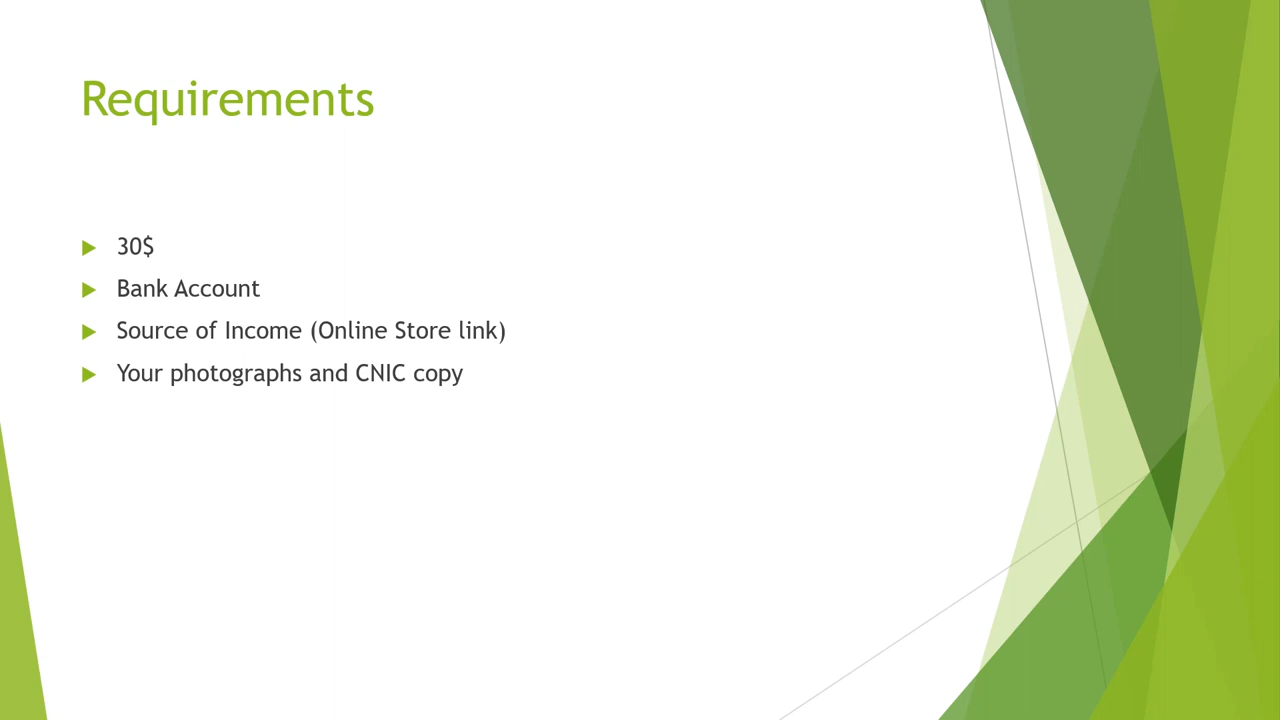 Requirements
30$
Bank Account
Source of Income (Online Store link)
Your photographs and CNIC copy